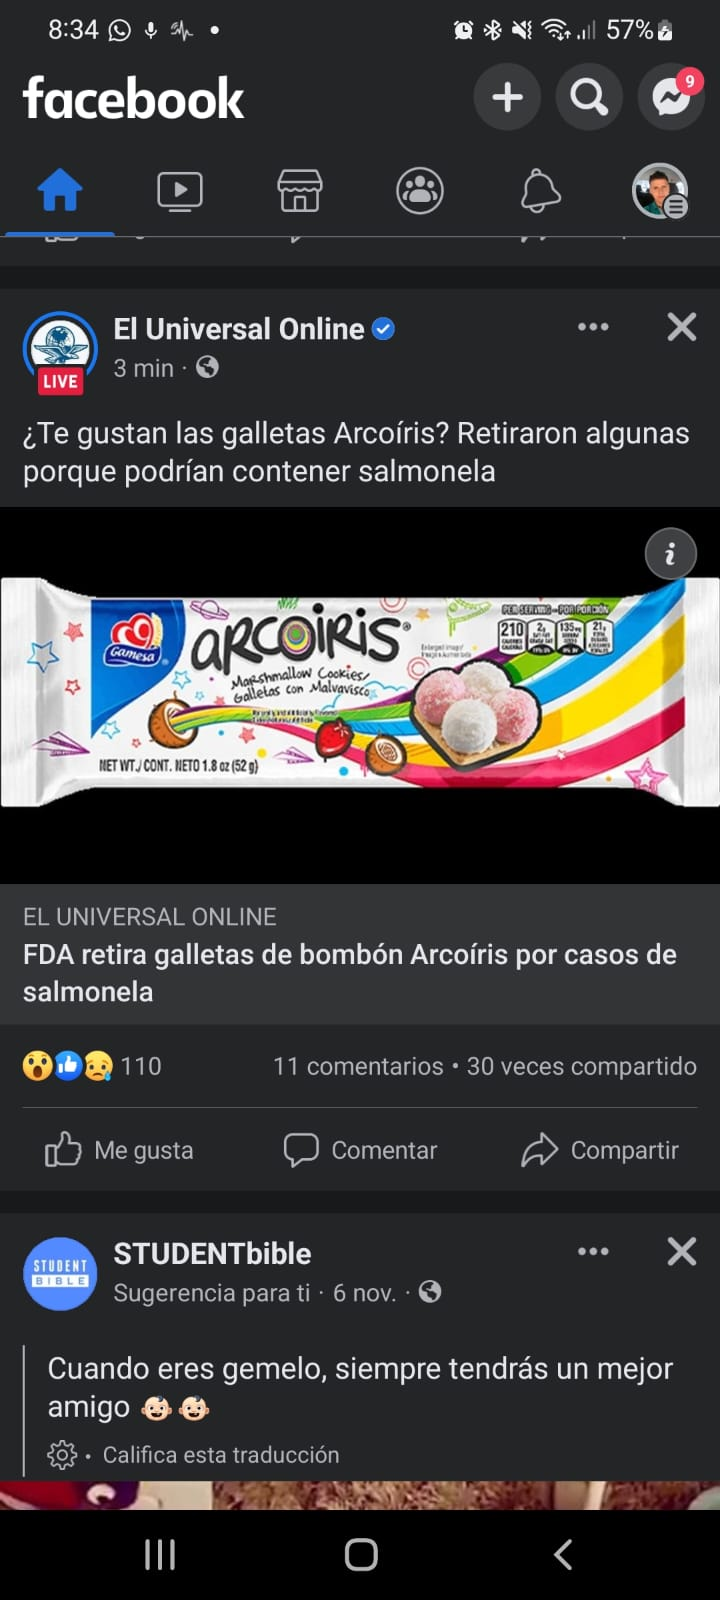 8:34 57%
facebook
9
El Universal Online
LIVE
3 min ·
¿Te gustan las galletas Arcoíris? Retiraron algunas
porque podrían contener salmonela
i
PER SERVING - POR PORCIÓN
210 2g 135mg 21g
Gamesa
ARCOÍRIS®
Marshmallow Cookies/
Galletas con Malvavisco
NET WT./ CONT. NETO 1.8 oz (52 g)
EL UNIVERSAL ONLINE
FDA retira galletas de bombón Arcoíris por casos de
salmonela
110 11 comentarios • 30 veces compartido
Me gusta Comentar Compartir
STUDENT
BIBLE
STUDENTbible
Sugerencia para ti · 6 nov. ·
Cuando eres gemelo, siempre tendrás un mejor
amigo 👶🏻👶🏻
· Califica esta traducción